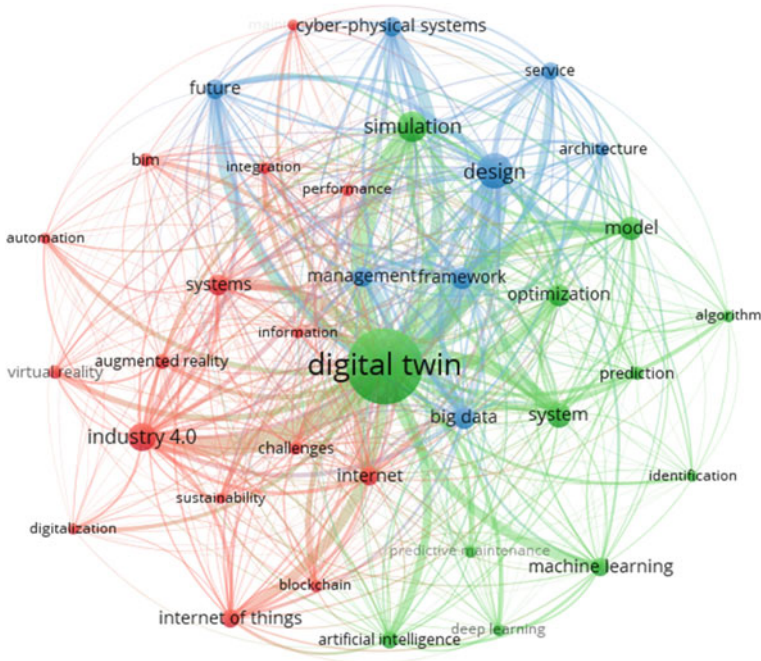 cyber-physical systems
service
future
simulation
architecture
bim
integration
design
performance
model
automation
management
framework
systems
optimization
algorithm
information
augmented reality
digital twin
virtual reality
prediction
big data
system
industry 4.0
challenges
internet
identification
sustainability
digitalization
predictive maintenance
machine learning
blockchain
internet of things
artificial intelligence
deep learning